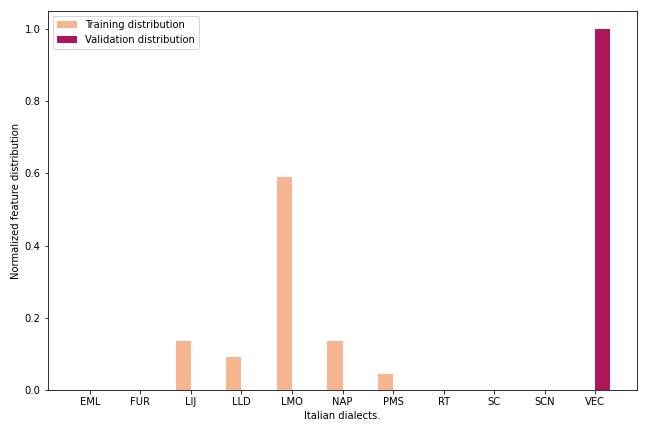 Training distribution
Validation distribution
Normalized feature distribution
1.0
0.8
0.6
0.4
0.2
0.0
EML FUR LIJ LLD LMO NAP PMS RT SC SCN VEC
Italian dialects.